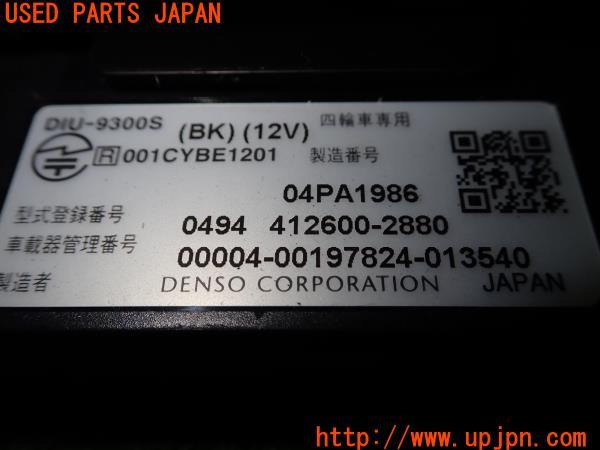 USED PARTS JAPAN
DIU-9300S (BK) (12V) 四輪車専用
R 001CYBE1201 製造番号
04PA1986
型式登録番号 0494 412600-2880
車載器管理番号 00004-00197824-013540
製造者 DENSO CORPORATION JAPAN
http://www.upjpn.com/